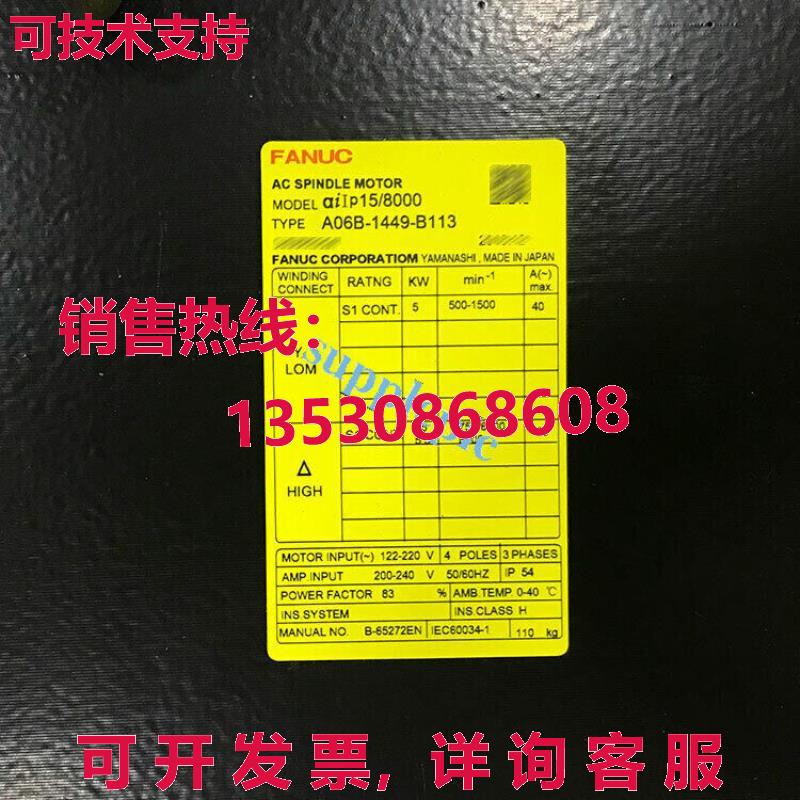 可技术支持
FANUC
AC SPINDLE MOTOR
MODEL αiIp15/8000
TYPE A06B-1449-B113
FANUC CORPORATIOM YAMANASHI, MADE IN JAPAN
WINDING CONNECT RATNG KW min⁻¹ A(~) max.
S1 CONT. 5 500-1500 40
销售热线：
Y
LOM
supplyplc
13530868608
Δ
HIGH
MOTOR INPUT(~) 122-220 V 4 POLES 3 PHASES
AMP.INPUT 200-240 V 50/60HZ IP 54
POWER FACTOR 83 % AMB.TEMP. 0-40 ℃
INS SYSTEM INS.CLASS H
MANUAL NO. B-65272EN IEC60034-1 110 kg
可开发票, 详询客服